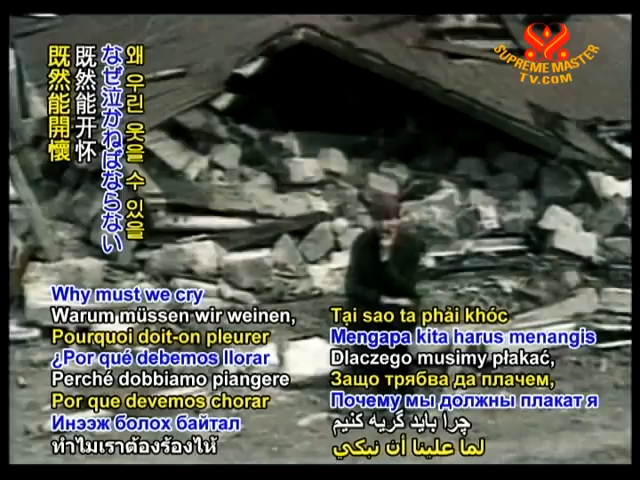 SUPREME MASTER
TV.COM
왜 우린 웃을 수 있을
なぜ泣かねばならない
既然能开怀
既然能開懷
Why must we cry
Warum müssen wir weinen,
Pourquoi doit-on pleurer
¿Por qué debemos llorar
Perché dobbiamo piangere
Por que devemos chorar
Инээж болох байтал
ทำไมเราต้องร้องไห้
Tại sao ta phải khóc
Mengapa kita harus menangis
Dlaczego musimy płakać,
Защо трябва да плачем,
Почему мы должны плакат я
چرا باید گریه کنیم
لما علينا أن نبكي